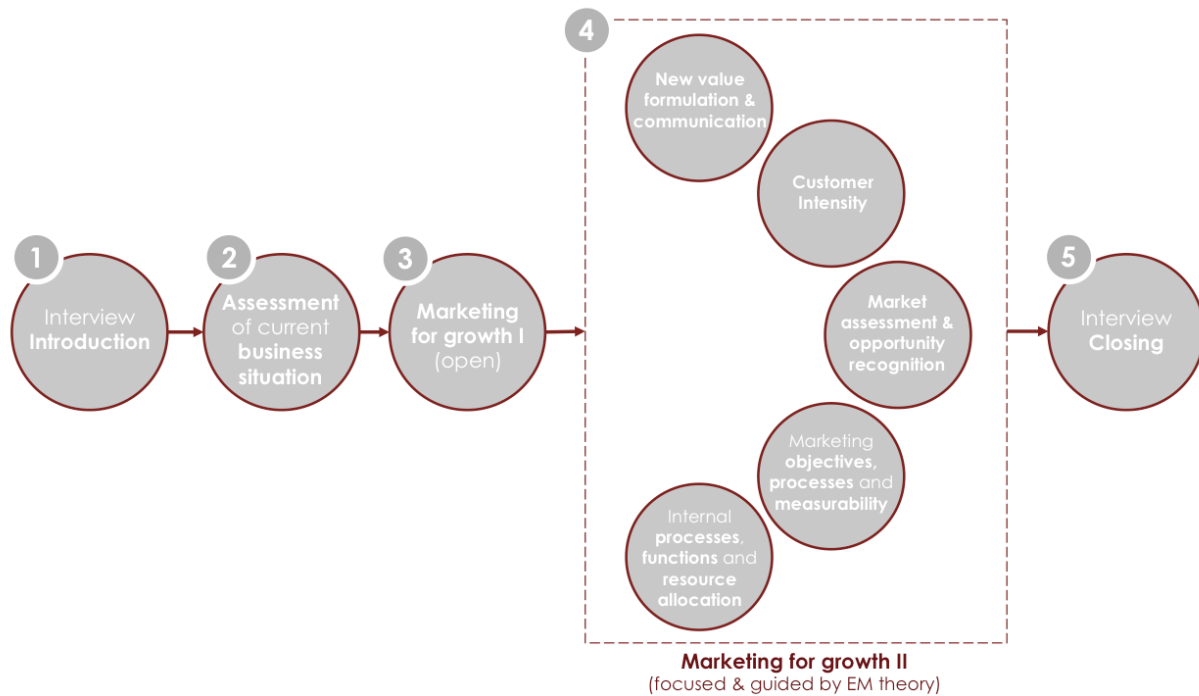 1
Interview
Introduction
2
Assessment
of current
business
situation
3
Marketing
for growth I
(open)
4
New value
formulation &
communication
Customer
Intensity
Market
assessment &
opportunity
recognition
Marketing
objectives,
processes and
measurability
Internal
processes,
functions and
resource
allocation
Marketing for growth II
(focused & guided by EM theory)
5
Interview
Closing